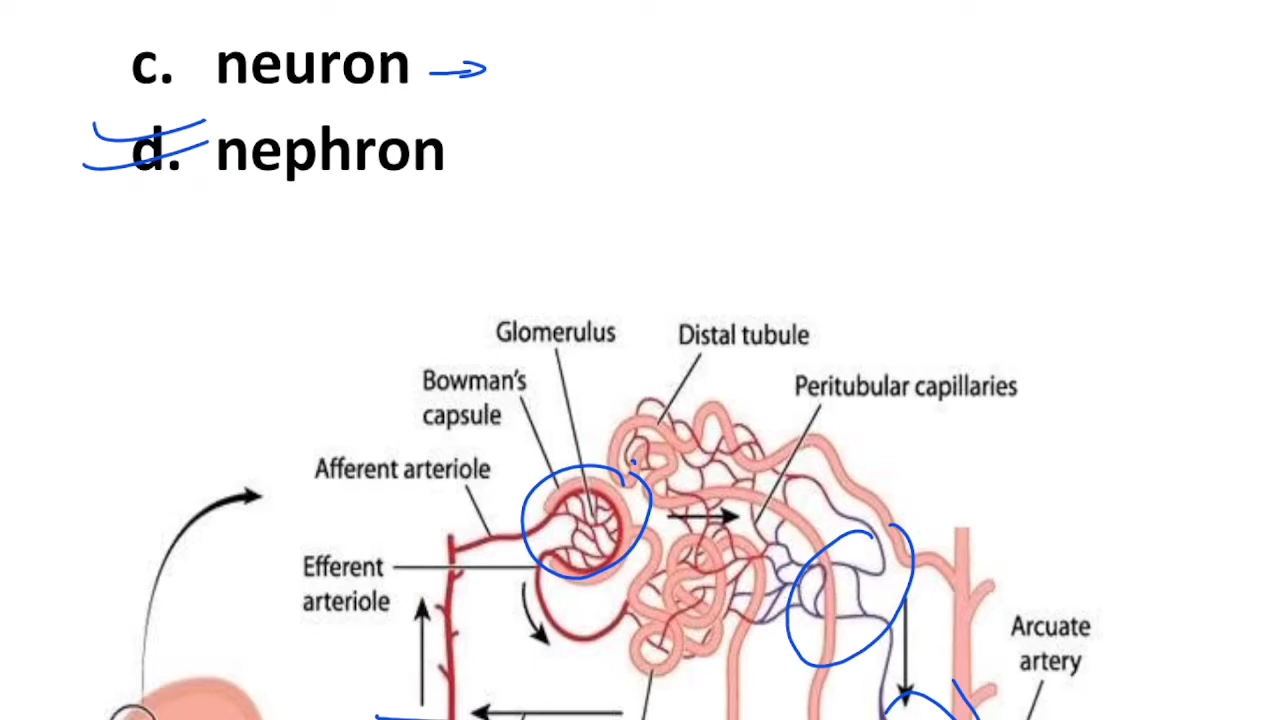 c. neuron
d. nephron
Glomerulus
Distal tubule
Bowman's
capsule
Peritubular capillaries
Afferent arteriole
Efferent
arteriole
Arcuate
artery